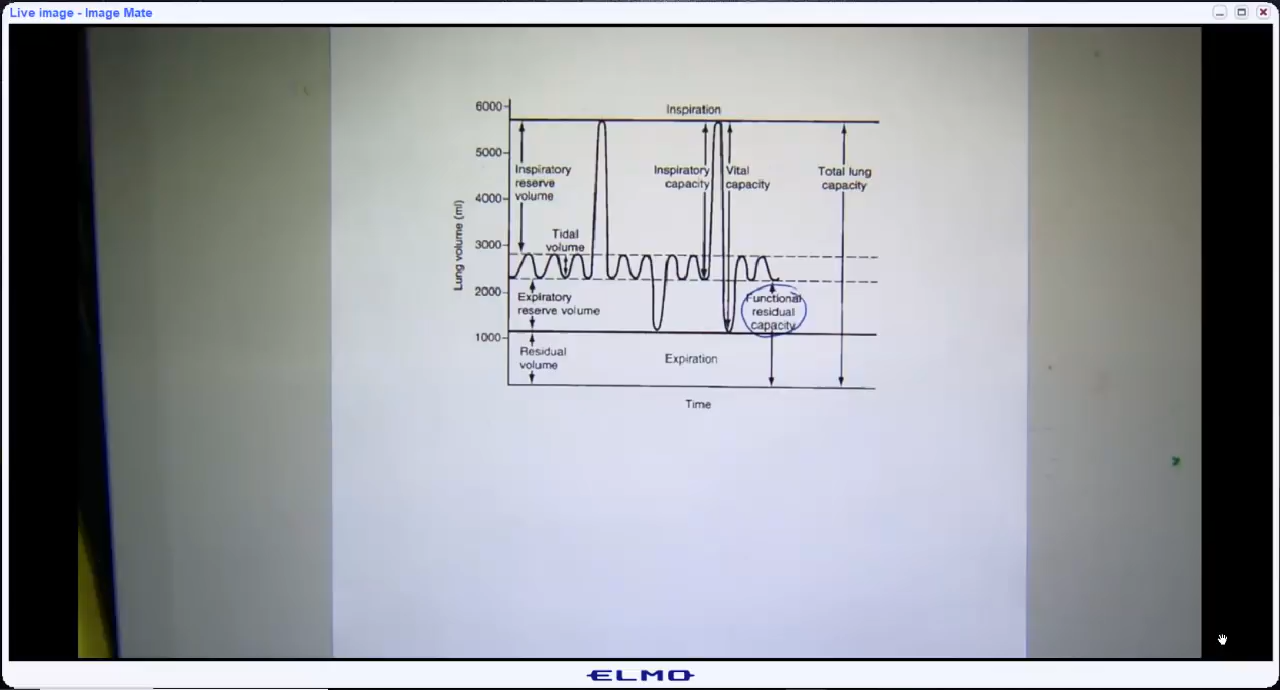 Live image - Image Mate
6000
Inspiration
5000
Inspiratory
reserve
volume
Inspiratory
capacity
Vital
capacity
Total lung
capacity
4000
Lung volume (ml)
3000
Tidal
volume
2000
Expiratory
reserve volume
Functional
residual
capacity
1000
Residual
volume
Expiration
Time
ELMO